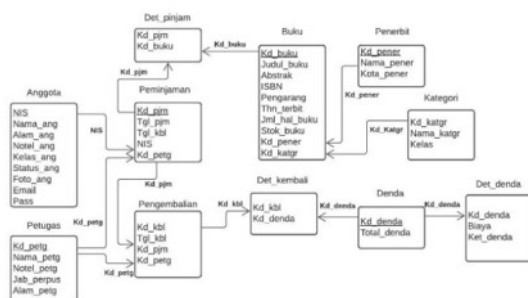 Det_pinjam
Kd_pjm
Kd_buku
Kd_buku
Kd_pjm
Buku
Kd_buku
Judul_buku
Abstrak
ISBN
Pengarang
Thn_terbit
Jml_hal_buku
Stok_buku
Kd_pener
Kd_katgr
Penerbit
Kd_pener
Nama_pener
Kota_pener
Kd_pener
Kategori
Kd_katgr
Nama_katgr
Kelas
Kd_Katgr
Anggota
NIS
Nama_ang
Alam_ang
Notel_ang
Kelas_ang
Status_ang
Foto_ang
Email
Pass
NIS
Peminjaman
Kd_pjm
Tgl_pjm
Tgl_kbl
NIS
Kd_petg
Kd_pjm
Petugas
Kd_petg
Nama_petg
Notel_petg
Jab_perpus
Alam_petg
Kd_petg
Kd_petg
Pengembalian
Kd_kbl
Tgl_kbl
Kd_pjm
Kd_petg
Kd_kbl
Det_kembali
Kd_kbl
Kd_denda
Kd_denda
Denda
Kd_denda
Total_denda
Kd_denda
Det_denda
Kd_denda
Biaya
Ket_denda